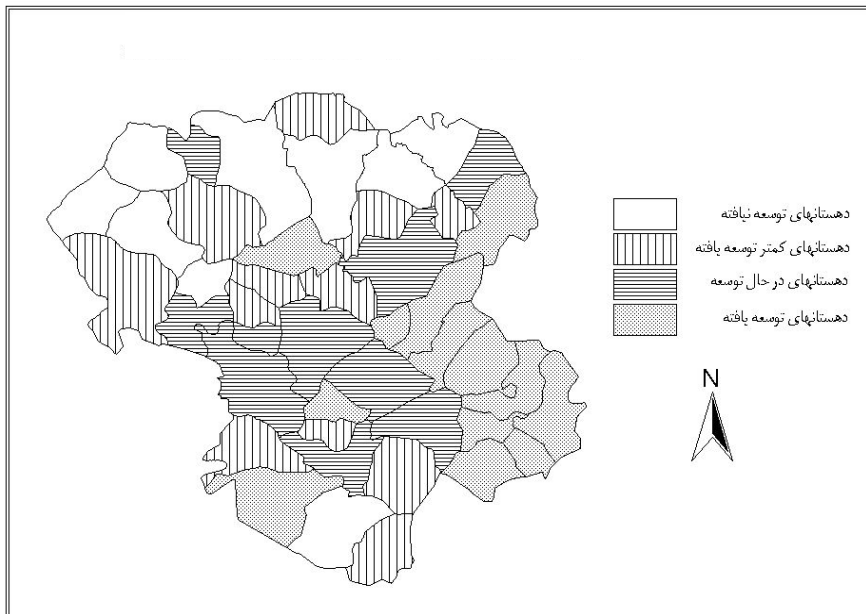 دهستانهای توسعه نیافته
دهستانهای کمتر توسعه یافته
دهستانهای در حال توسعه
دهستانهای توسعه یافته
N